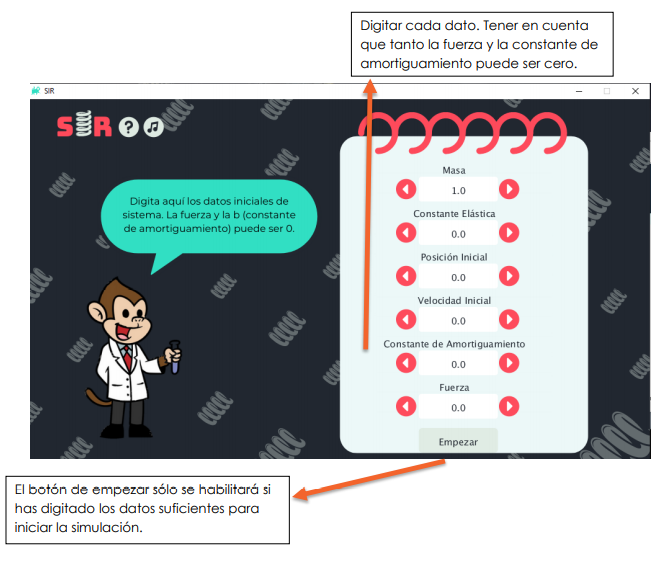 Digitar cada dato. Tener en cuenta
que tanto la fuerza y la constante de
amortiguamiento puede ser cero.
SIR
SIR ?
Digita aquí los datos iniciales de
sistema. La fuerza y la b (constante
de amortiguamiento) puede ser 0.
Masa
1.0
Constante Elástica
0.0
Posición Inicial
0.0
Velocidad Inicial
0.0
Constante de Amortiguamiento
0.0
Fuerza
0.0
Empezar
El botón de empezar sólo se habilitará si
has digitado los datos suficientes para
iniciar la simulación.